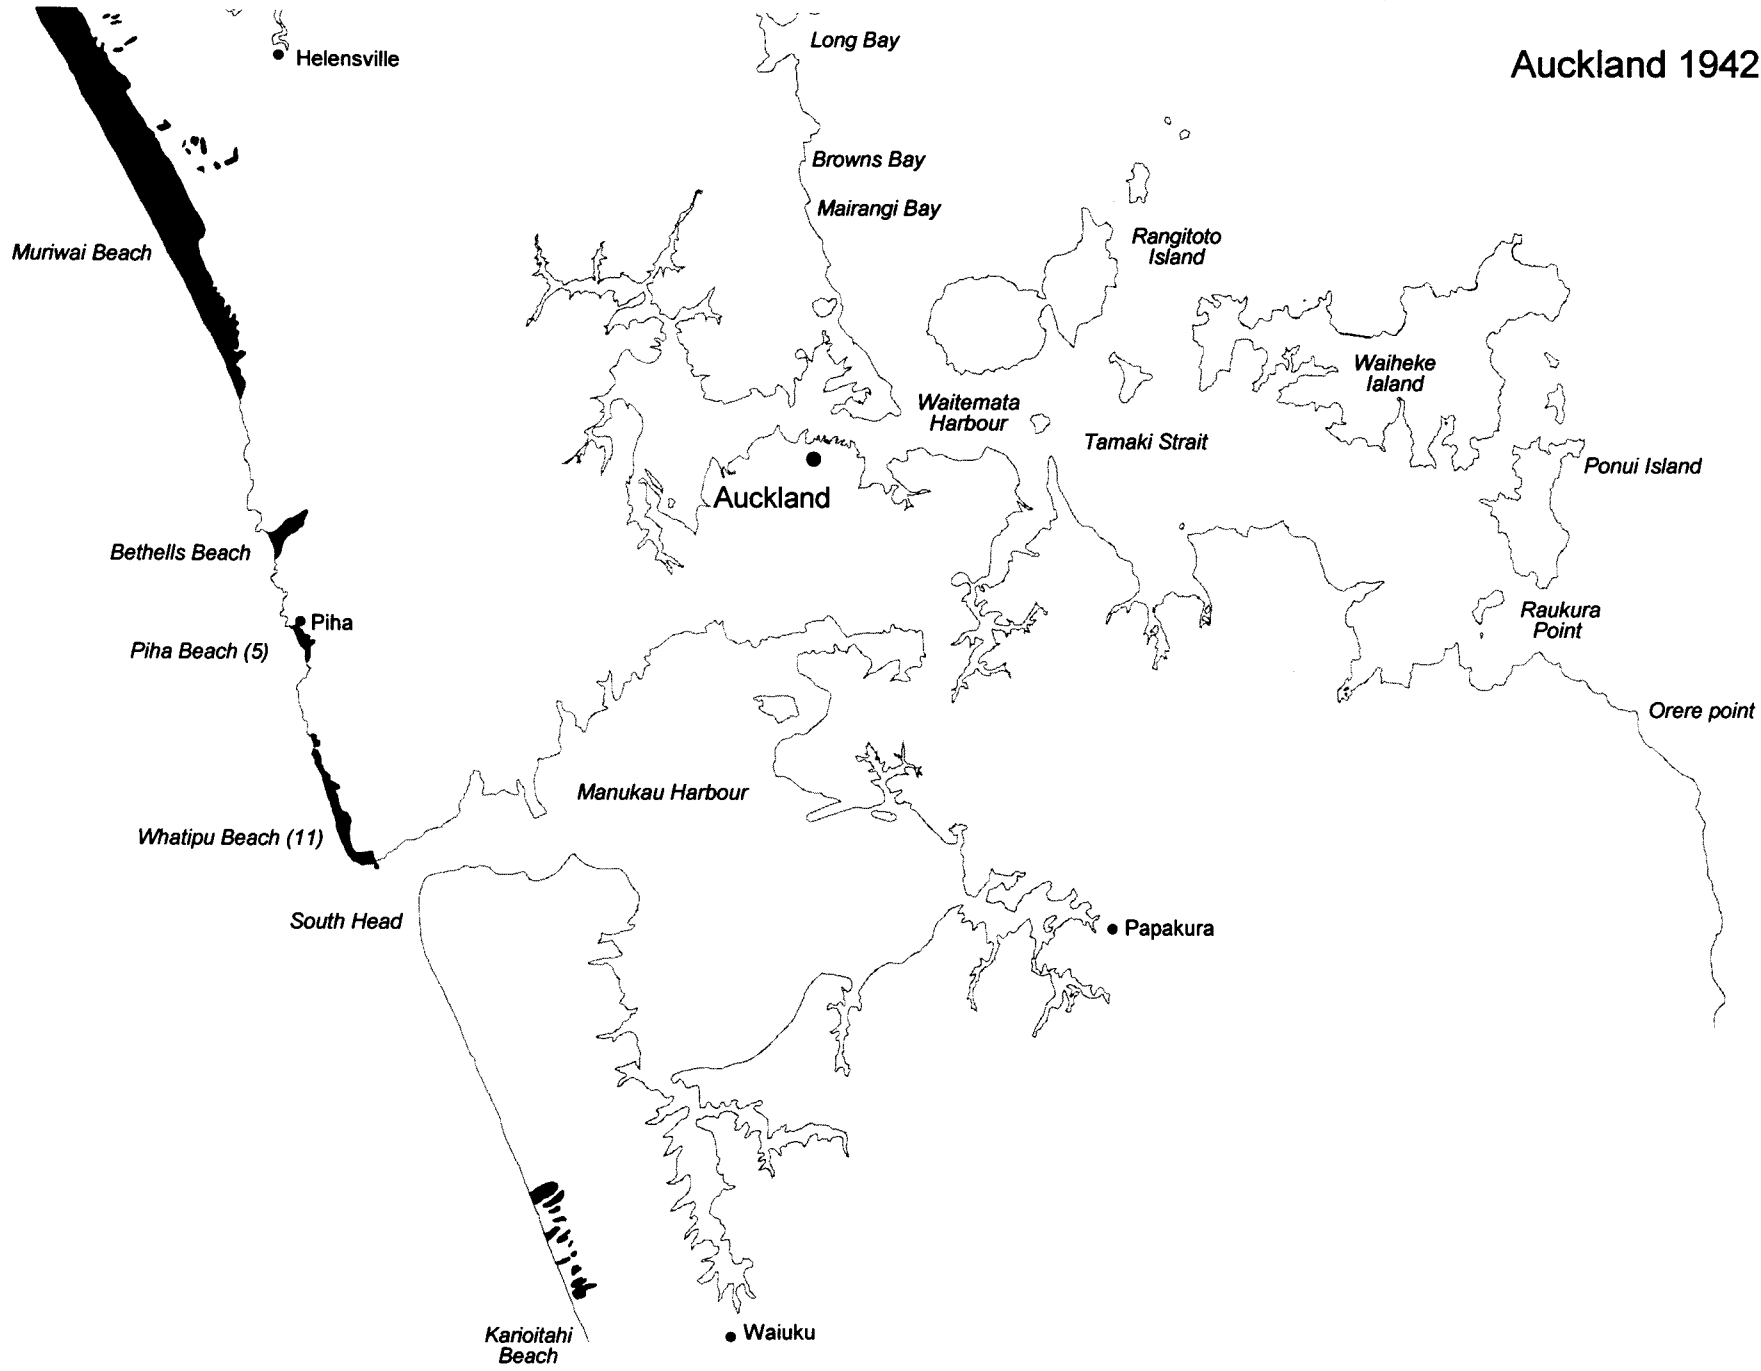 Long Bay
Auckland 1942
Helensville
Browns Bay
Mairangi Bay
Rangitoto
Island
Muriwai Beach
Waiheke
Ialand
Waitemata
Harbour
Tamaki Strait
Ponui Island
Auckland
Bethells Beach
Raukura
Point
Piha
Piha Beach (5)
Orere point
Manukau Harbour
Whatipu Beach (11)
South Head
Papakura
Karioitahi
Beach
Waiuku